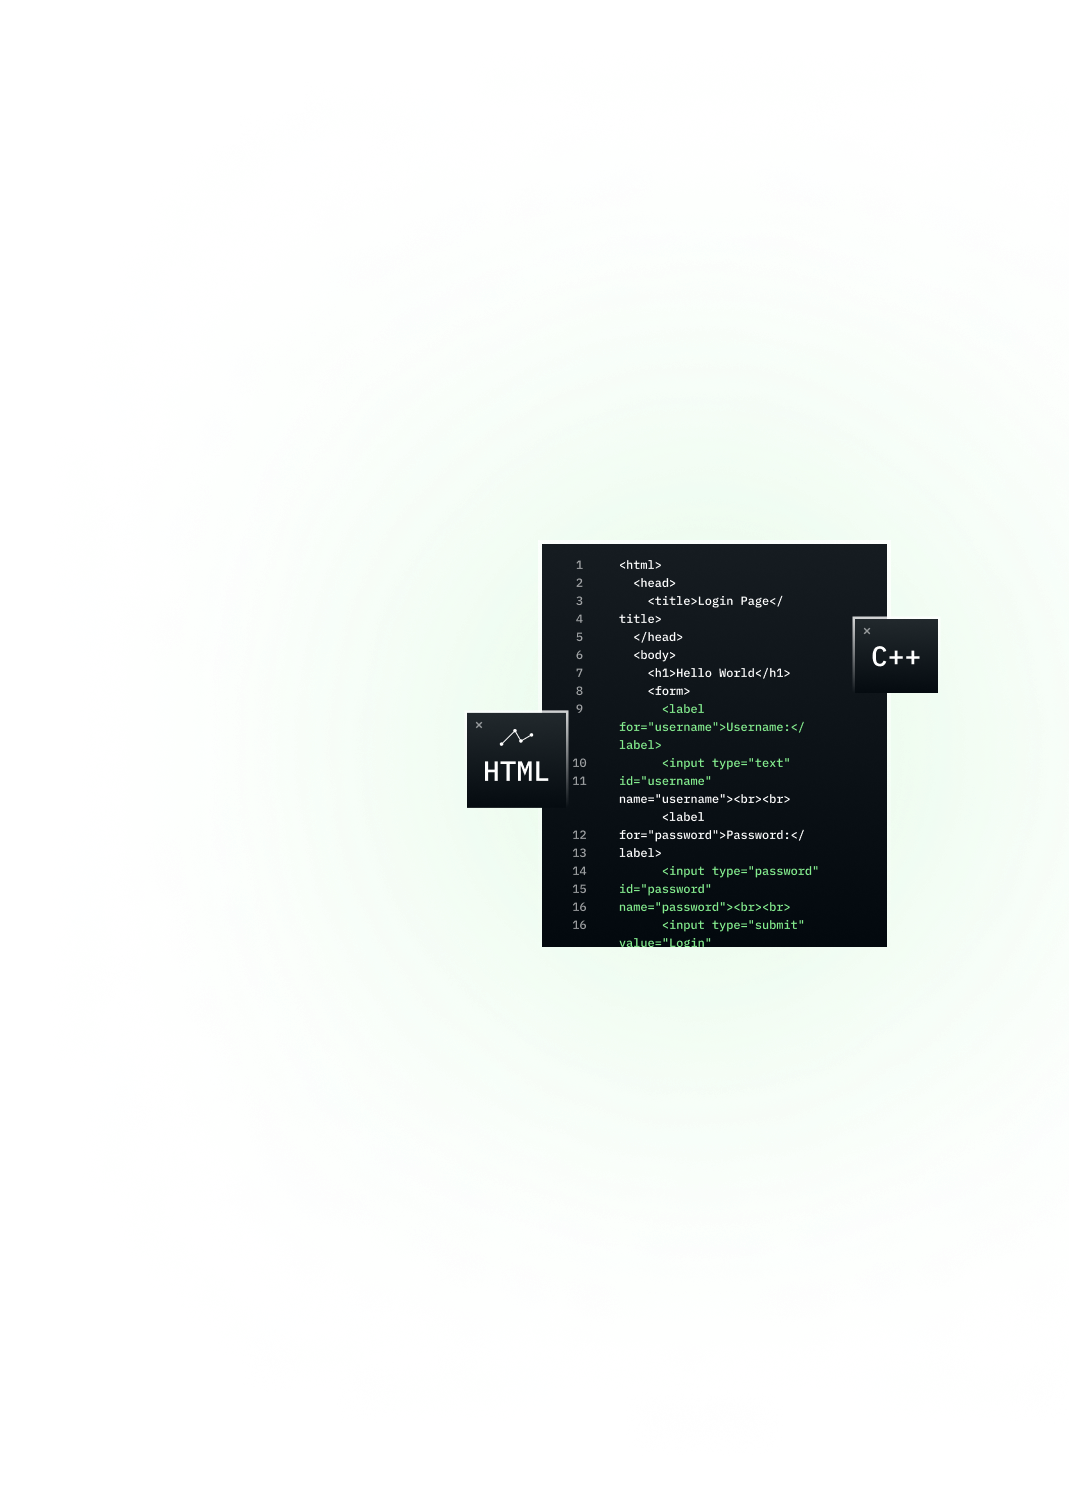 1 <html>
2 <head>
3 <title>Login Page</
4 title>
5 </head>
6 <body>
7 <h1>Hello World</h1>
8 <form>
9 <label
for="username">Username:</
label>
10 <input type="text"
11 id="username"
name="username"><br><br>
<label
12 for="password">Password:</
13 label>
14 <input type="password"
15 id="password"
16 name="password"><br><br>
16 <input type="submit"
value="Login"
×
C++
×
HTML